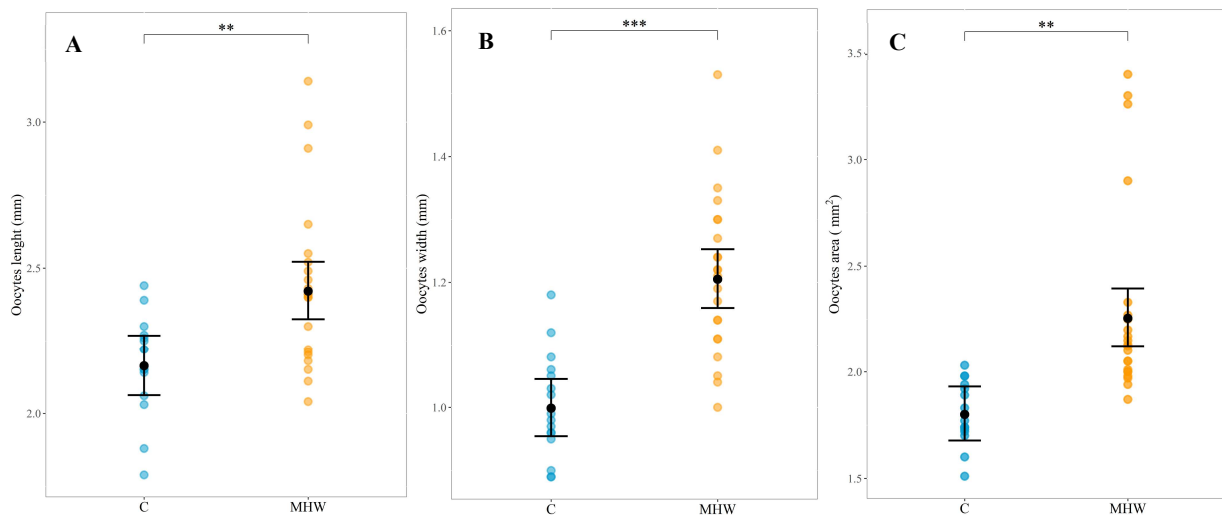 A
**
Oocytes lenght (mm)
3.0
2.5
2.0
C
MHW
B
***
Oocytes width (mm)
1.6
1.4
1.2
1.0
C
MHW
C
**
Oocytes area ( mm²)
3.5
3.0
2.5
2.0
1.5
C
MHW